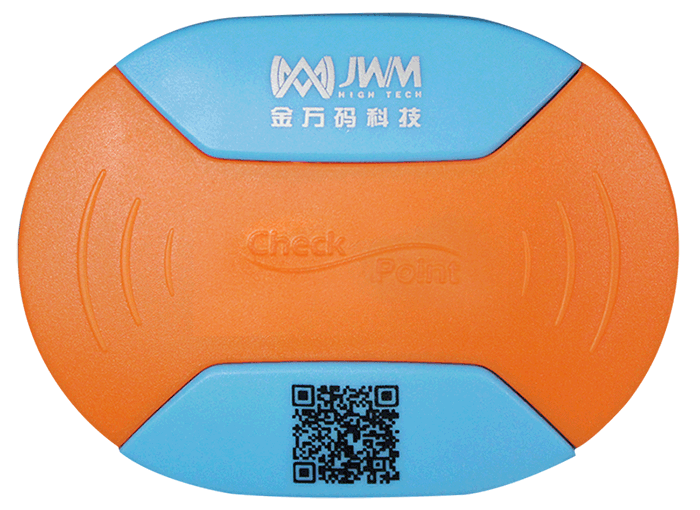 JWM
HIGH TECH
金万码科技
Check
Point